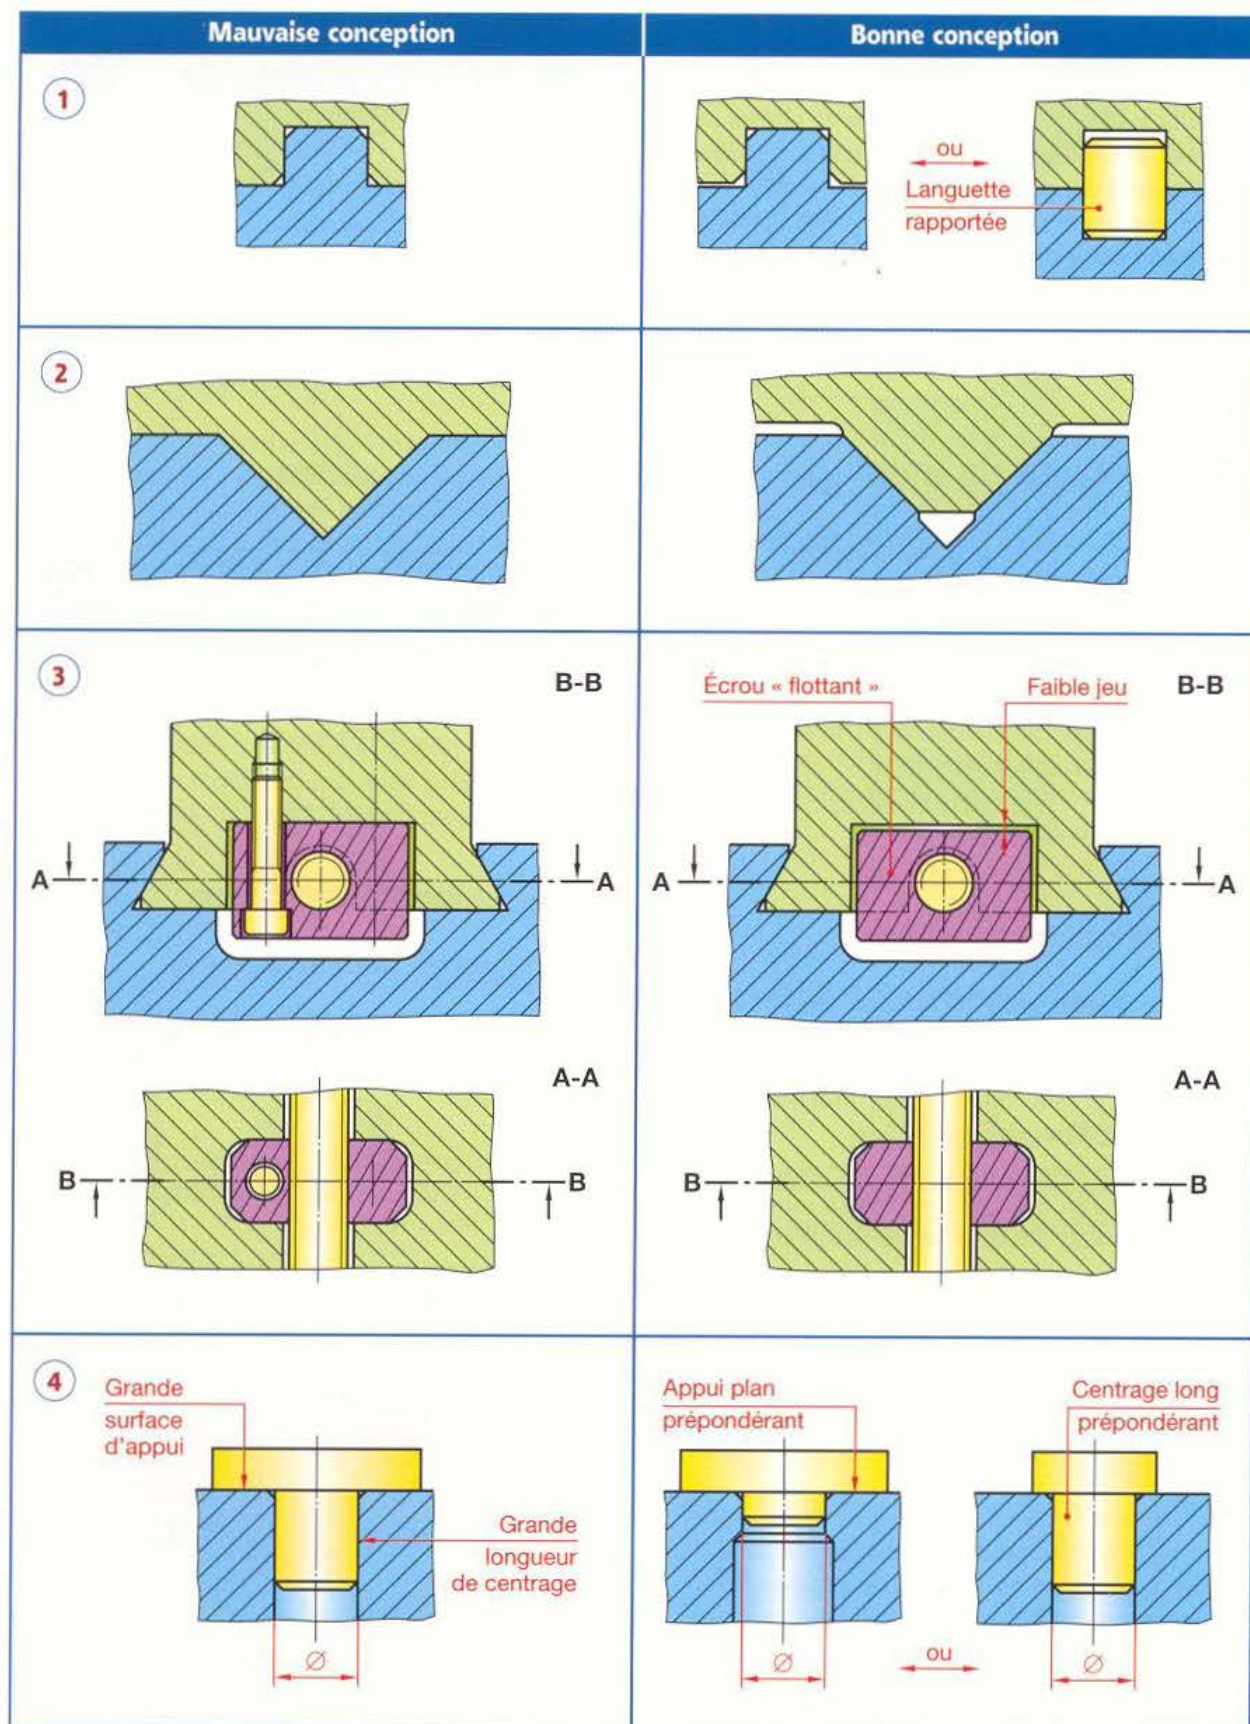 Mauvaise conception
Bonne conception
1
ou
Languette
rapportée
2
3
B-B
A
A
A-A
B
B
Écrou « flottant »
Faible jeu
B-B
A
A
A-A
B
B
4
Grande
surface
d'appui
Grande
longueur
de centrage
Ø
Appui plan
prépondérant
Ø
ou
Centrage long
prépondérant
Ø